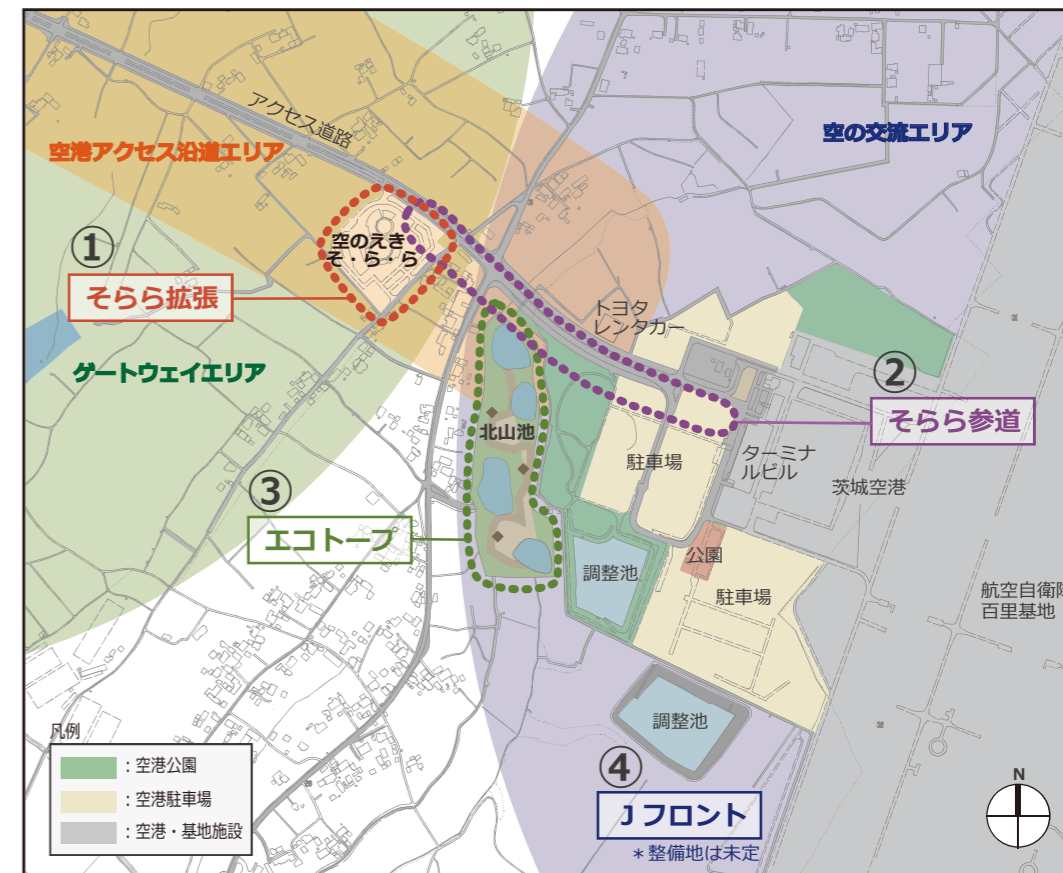 アクセス道路
空の交流エリア
空港アクセス沿道エリア
①
空のえき
そ・ら・ら
そらら拡張
トヨタ
レンタカー
ゲートウェイエリア
②
そらら参道
北山池
駐車場
ターミナ
ルビル
茨城空港
③
エコトープ
調整池
公園
駐車場
航空自衛隊
百里基地
調整池
④
Jフロント
*整備地は未定
凡例
:空港公園
:空港駐車場
:空港・基地施設
N